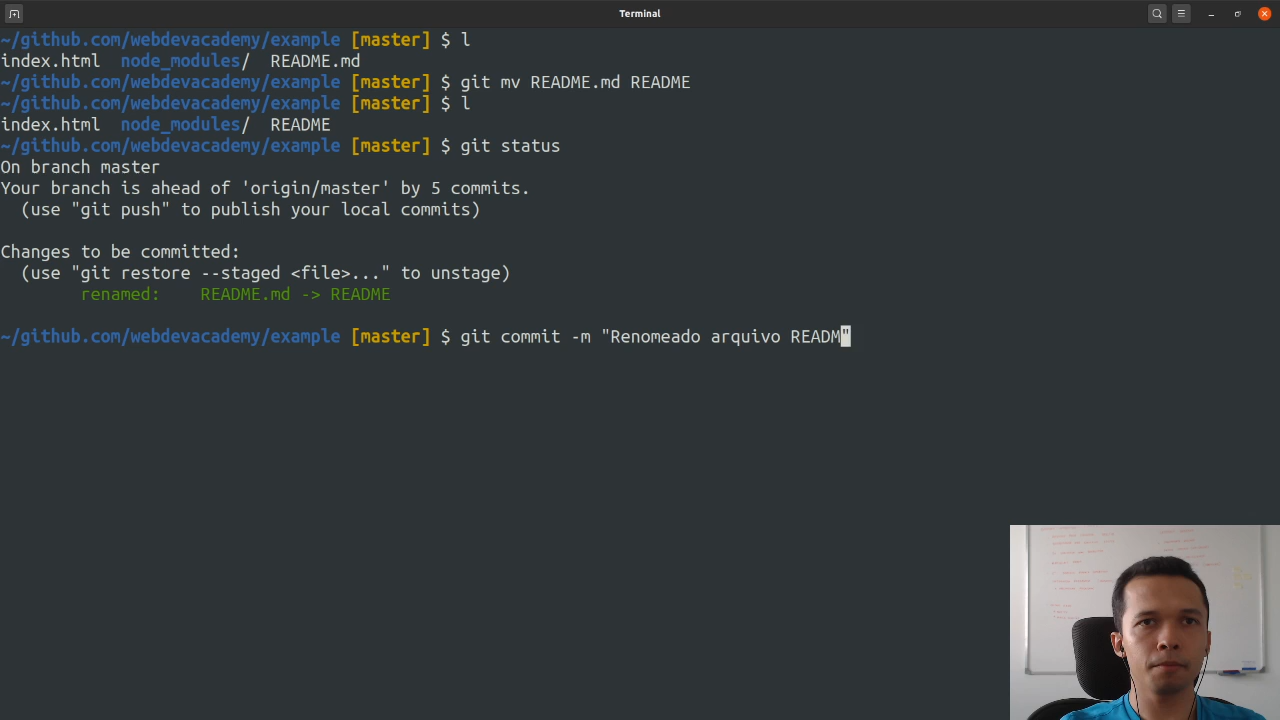 Terminal
~/github.com/webdevacademy/example [master] $ l
index.html  node_modules/  README.md
~/github.com/webdevacademy/example [master] $ git mv README.md README
~/github.com/webdevacademy/example [master] $ l
index.html  node_modules/  README
~/github.com/webdevacademy/example [master] $ git status
On branch master
Your branch is ahead of 'origin/master' by 5 commits.
  (use "git push" to publish your local commits)
Changes to be committed:
  (use "git restore --staged <file>..." to unstage)
        renamed:    README.md -> README
~/github.com/webdevacademy/example [master] $ git commit -m "Renomeado arquivo READM"